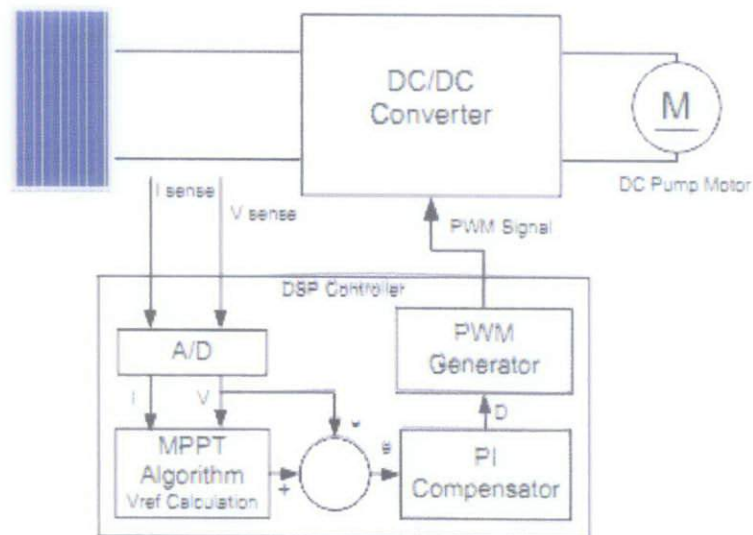 DC/DC
Converter
M
DC Pump Motor
I sense
V sense
PWM Signal
DSP Controller
A/D
PWM
Generator
I
V
D
MPPT
Algorithm
Vref Calculation
+
-
e
PI
Compensator